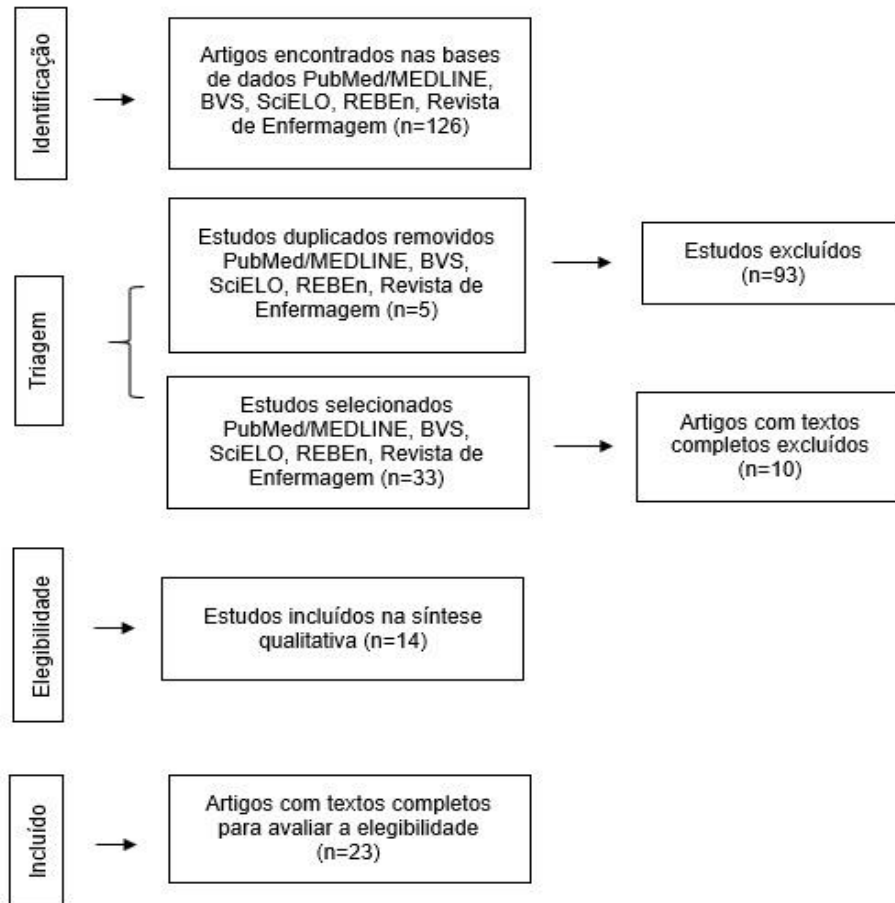 Identificação
Artigos encontrados nas bases
de dados PubMed/MEDLINE,
BVS, SciELO, REBEn, Revista
de Enfermagem (n=126)
Triagem
Estudos duplicados removidos
PubMed/MEDLINE, BVS,
SciELO, REBEn, Revista de
Enfermagem (n=5)
Estudos excluídos
(n=93)
Estudos selecionados
PubMed/MEDLINE, BVS,
SciELO, REBEn, Revista de
Enfermagem (n=33)
Artigos com textos
completos excluídos
(n=10)
Elegibilidade
Estudos incluídos na síntese
qualitativa (n=14)
Incluído
Artigos com textos completos
para avaliar a elegibilidade
(n=23)